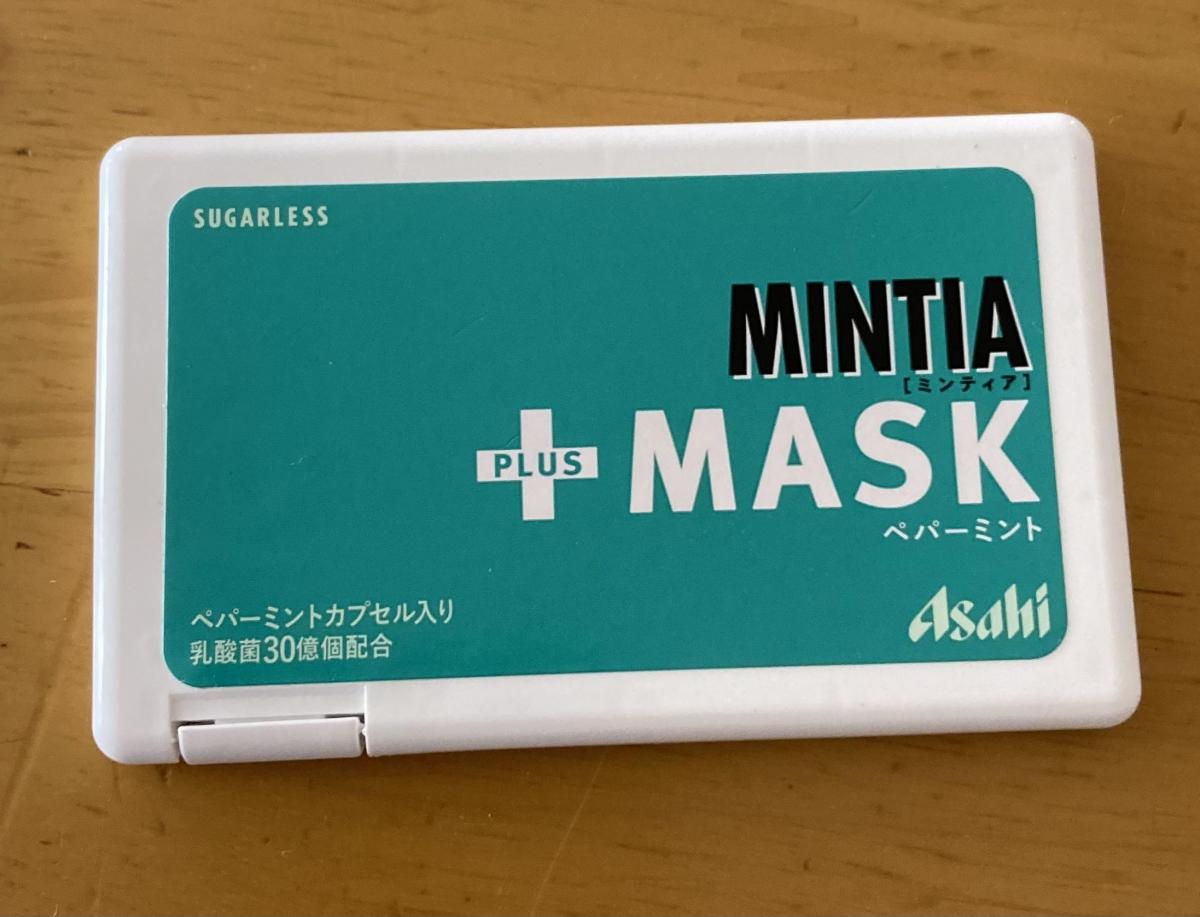 SUGARLESS
MINTIA
[ミンティア]
PLUS MASK
ペパーミント
ペパーミントカプセル入り
乳酸菌30億個配合
Asahi